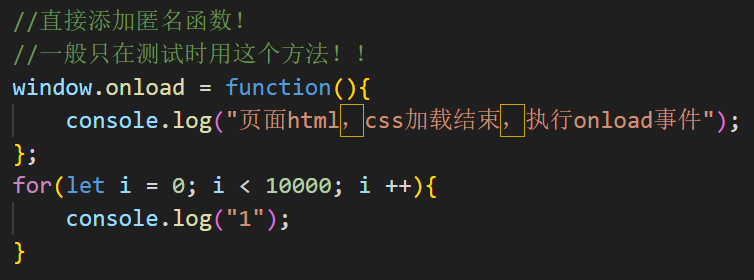 //直接添加匿名函数！
//一般只在测试时用这个方法！！
window.onload = function(){
    console.log("页面html，css加载结束，执行onload事件");
};
for(let i = 0; i < 10000; i ++){
    console.log("1");
}